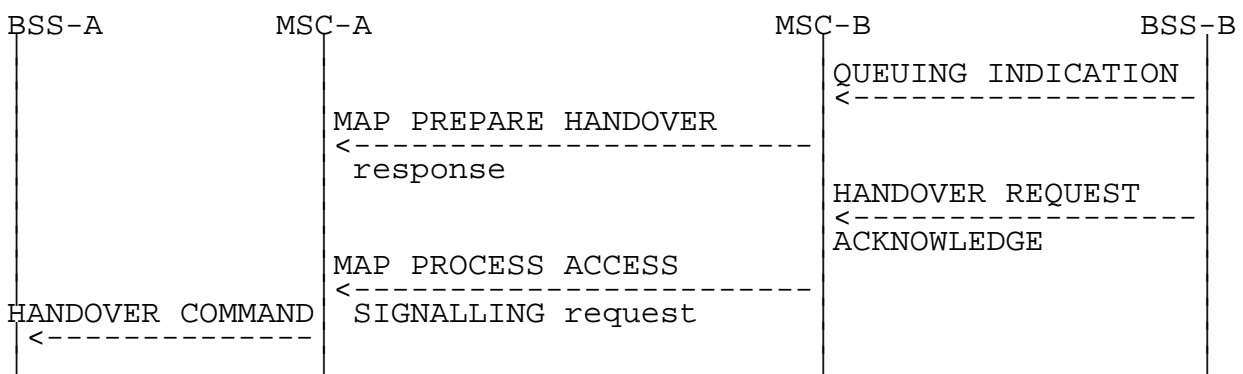 BSS-A MSC-A MSC-B BSS-B
QUEUING INDICATION
MAP PREPARE HANDOVER
response
HANDOVER REQUEST
ACKNOWLEDGE
MAP PROCESS ACCESS
HANDOVER COMMAND SIGNALLING request